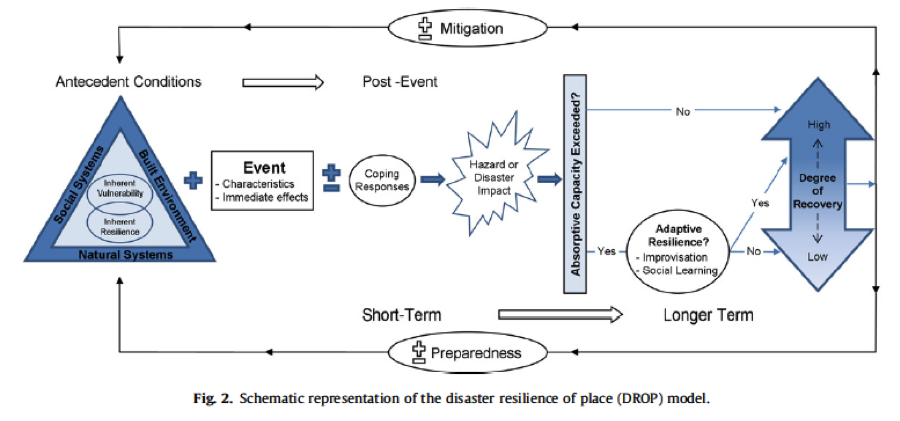 Mitigation
Antecedent Conditions
Post -Event
Social Systems
Built Environment
Natural Systems
Inherent
Vulnerability
Inherent
Resilience
Event
- Characteristics
- Immediate effects
Coping
Responses
Hazard or
Disaster
Impact
Absorptive Capacity Exceeded?
No
Yes
Adaptive
Resilience?
- Improvisation
- Social Learning
Yes
No
High
Degree
of
Recovery
Low
Short-Term
Longer Term
Preparedness
Fig. 2. Schematic representation of the disaster resilience of place (DROP) model.